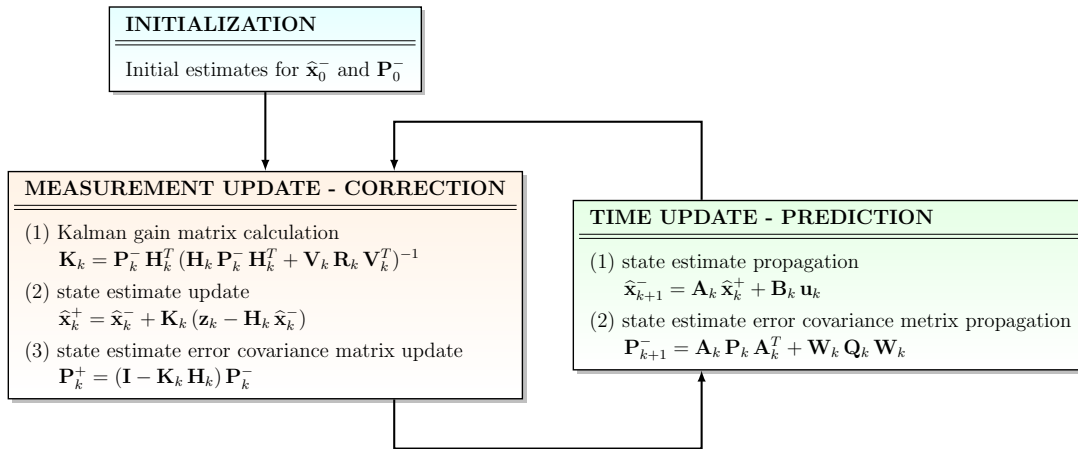 INITIALIZATION
Initial estimates for x̂₀⁻ and P₀⁻
MEASUREMENT UPDATE - CORRECTION
(1) Kalman gain matrix calculation
Kₖ = Pₖ⁻ Hₖᵀ (Hₖ Pₖ⁻ Hₖᵀ + Vₖ Rₖ Vₖᵀ)⁻¹
(2) state estimate update
x̂ₖ⁺ = x̂ₖ⁻ + Kₖ (zₖ − Hₖ x̂ₖ⁻)
(3) state estimate error covariance matrix update
Pₖ⁺ = (I − Kₖ Hₖ) Pₖ⁻
TIME UPDATE - PREDICTION
(1) state estimate propagation
x̂ₖ₊₁⁻ = Aₖ x̂ₖ⁺ + Bₖ uₖ
(2) state estimate error covariance metrix propagation
Pₖ₊₁⁻ = Aₖ Pₖ Aₖᵀ + Wₖ Qₖ Wₖ